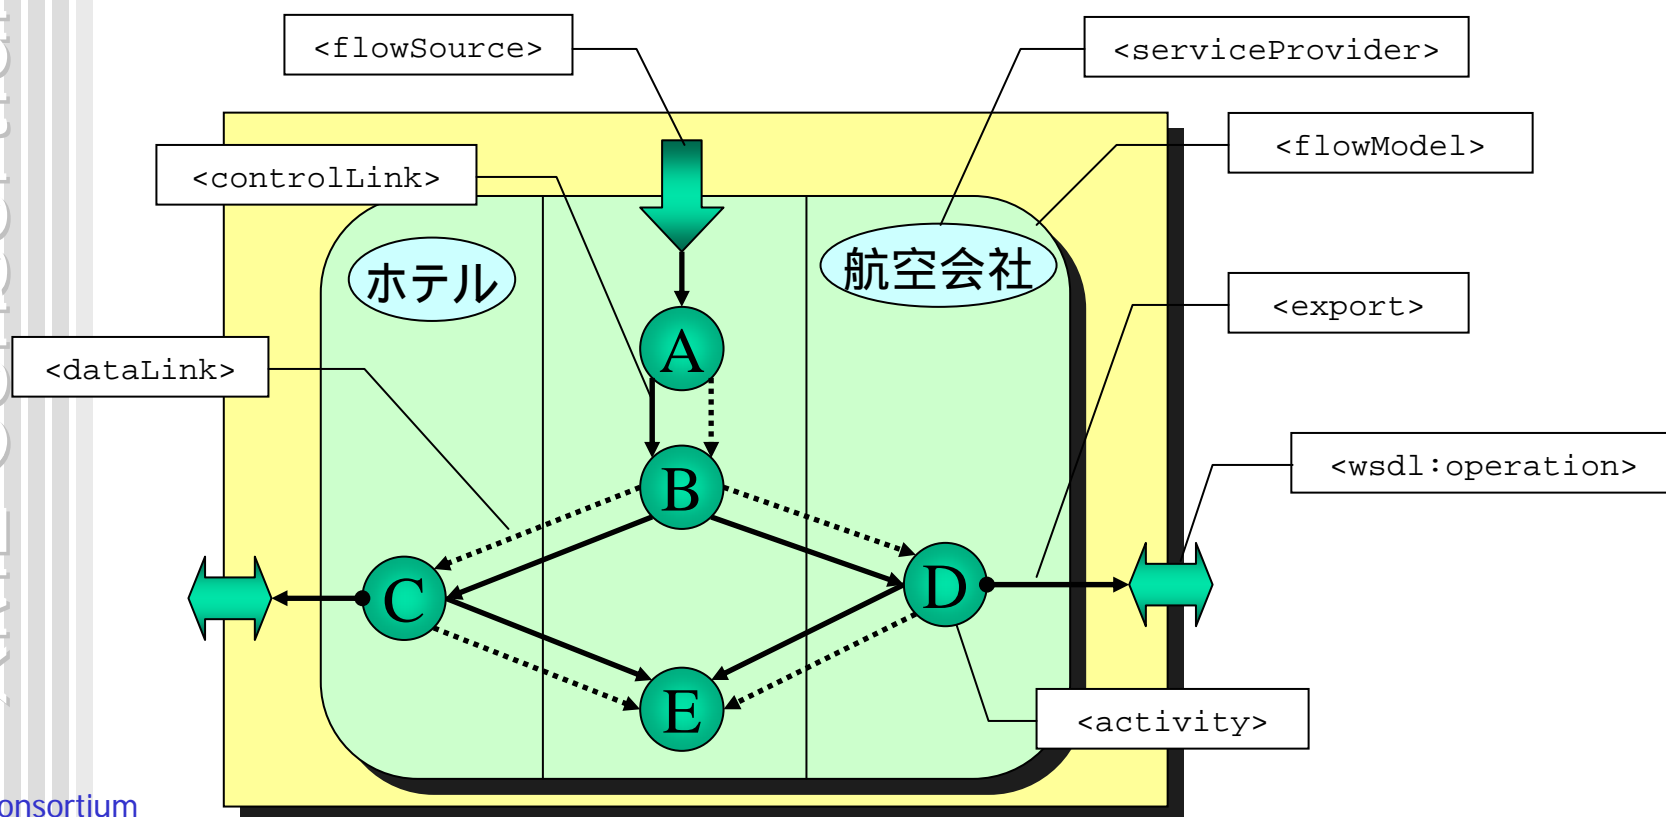 <flowSource>
<serviceProvider>
<flowModel>
<controlLink>
ホテル
航空会社
<export>
A
<dataLink>
B
<wsdl:operation>
C
D
E
<activity>
onsortium